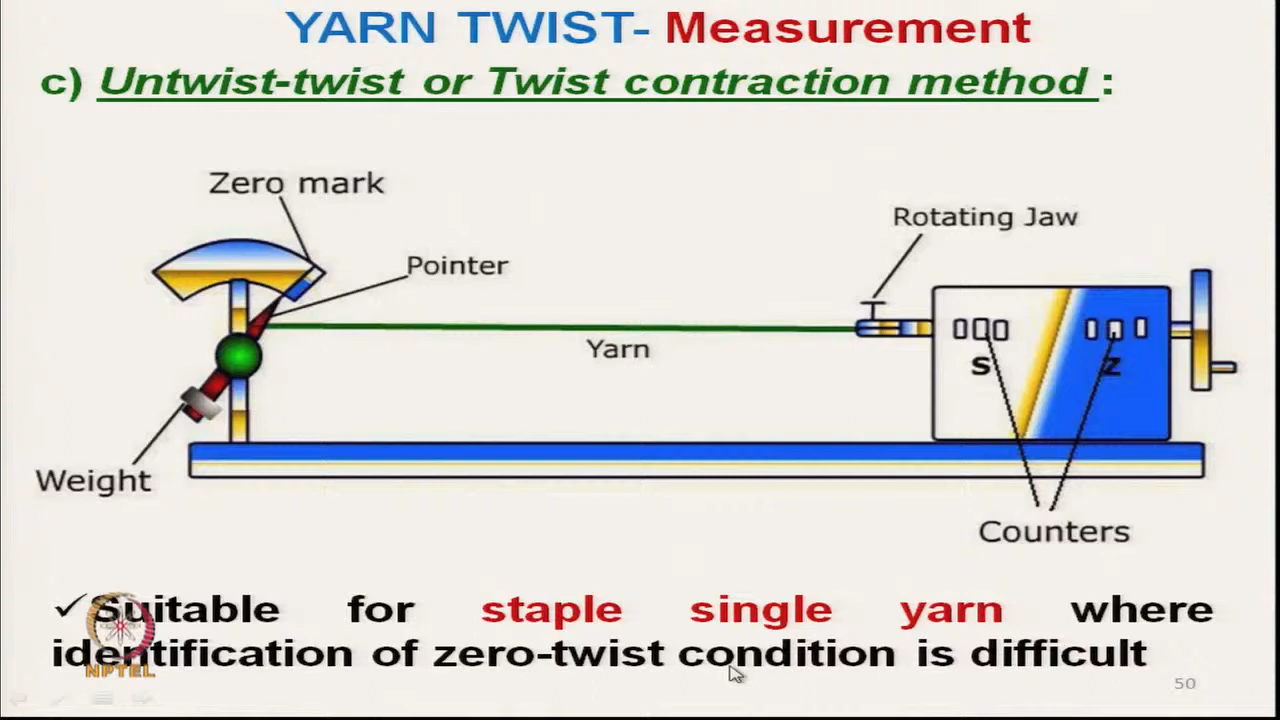 YARN TWIST- Measurement
c) Untwist-twist or Twist contraction method :
Zero mark
Rotating Jaw
Pointer
Yarn
S
Z
Weight
Counters
✓Suitable for staple single yarn where
identification of zero-twist condition is difficult
NPTEL
50